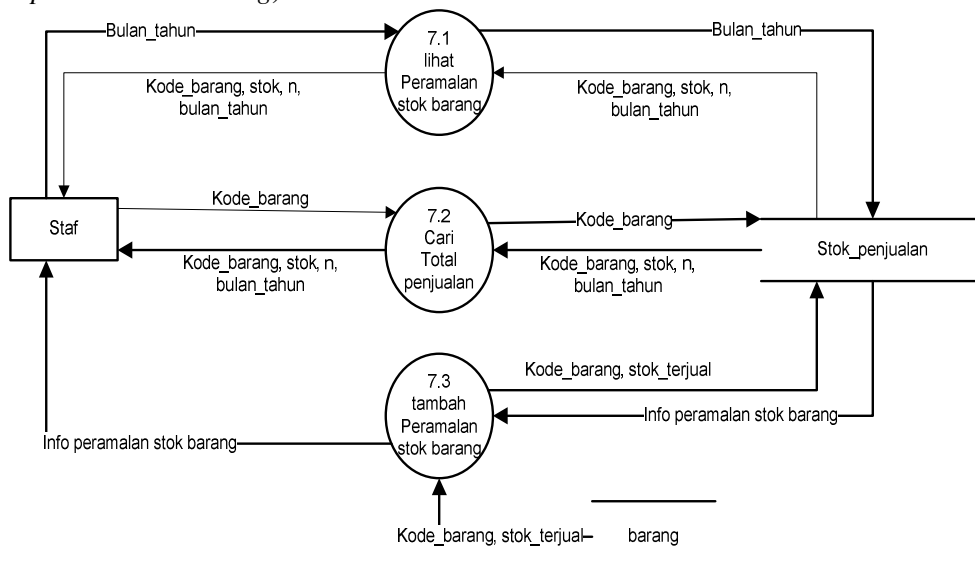 Bulan_tahun
7.1
lihat
Peramalan
stok barang
Bulan_tahun
Kode_barang, stok, n,
bulan_tahun
Kode_barang, stok, n,
bulan_tahun
Staf
Kode_barang
7.2
Cari
Total
penjualan
Kode_barang
Stok_penjualan
Kode_barang, stok, n,
bulan_tahun
Kode_barang, stok, n,
bulan_tahun
7.3
tambah
Peramalan
stok barang
Kode_barang, stok_terjual
Info peramalan stok barang
Info peramalan stok barang
Kode_barang, stok_terjual
barang